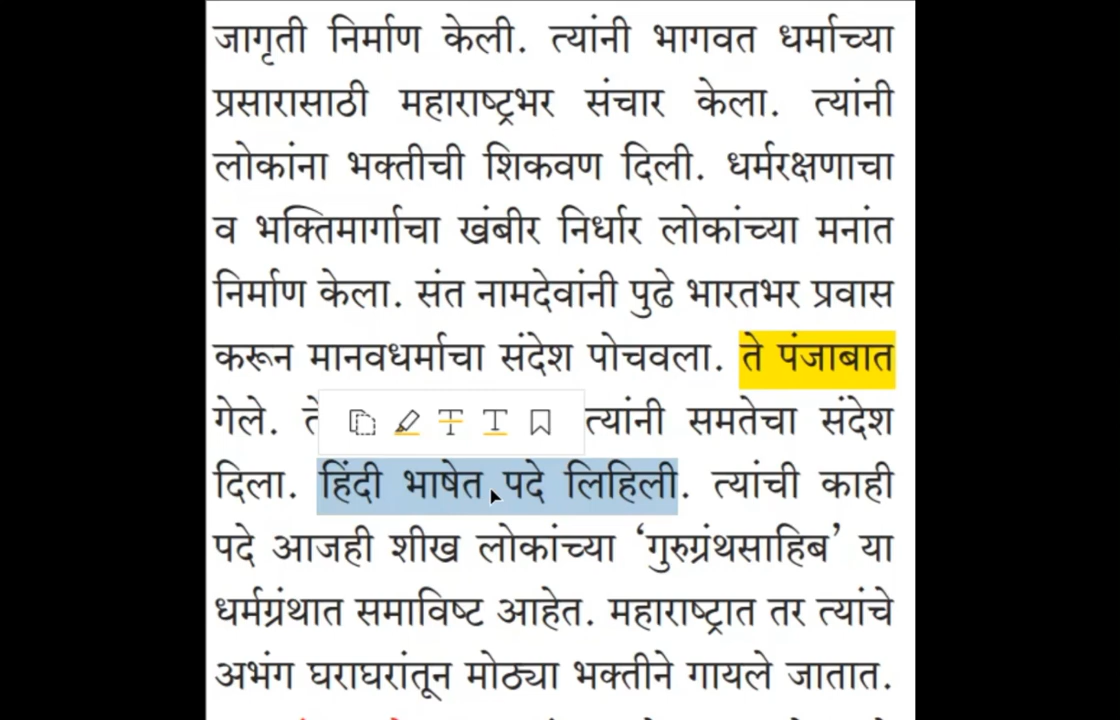 जागृती निर्माण केली. त्यांनी भागवत धर्माच्या
प्रसारासाठी महाराष्ट्रभर संचार केला. त्यांनी
लोकांना भक्तीची शिकवण दिली. धर्मरक्षणाचा
व भक्तिमार्गाचा खंबीर निर्धार लोकांच्या मनांत
निर्माण केला. संत नामदेवांनी पुढे भारतभर प्रवास
करून मानवधर्माचा संदेश पोचवला. ते पंजाबात
गेले. त्यांनी समतेचा संदेश
दिला. हिंदी भाषेत पदे लिहिली. त्यांची काही
पदे आजही शीख लोकांच्या ‘गुरुग्रंथसाहिब’ या
धर्मग्रंथात समाविष्ट आहेत. महाराष्ट्रात तर त्यांचे
अभंग घराघरांतून मोठ्या भक्तीने गायले जातात.